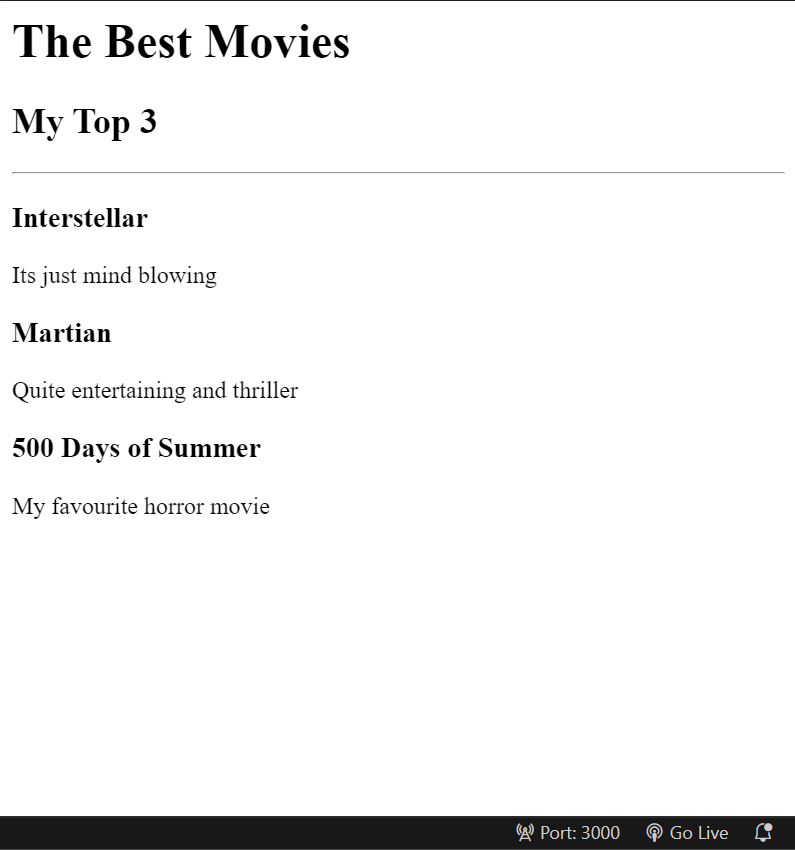 The Best Movies
My Top 3
Interstellar
Its just mind blowing
Martian
Quite entertaining and thriller
500 Days of Summer
My favourite horror movie
Port: 3000 Go Live